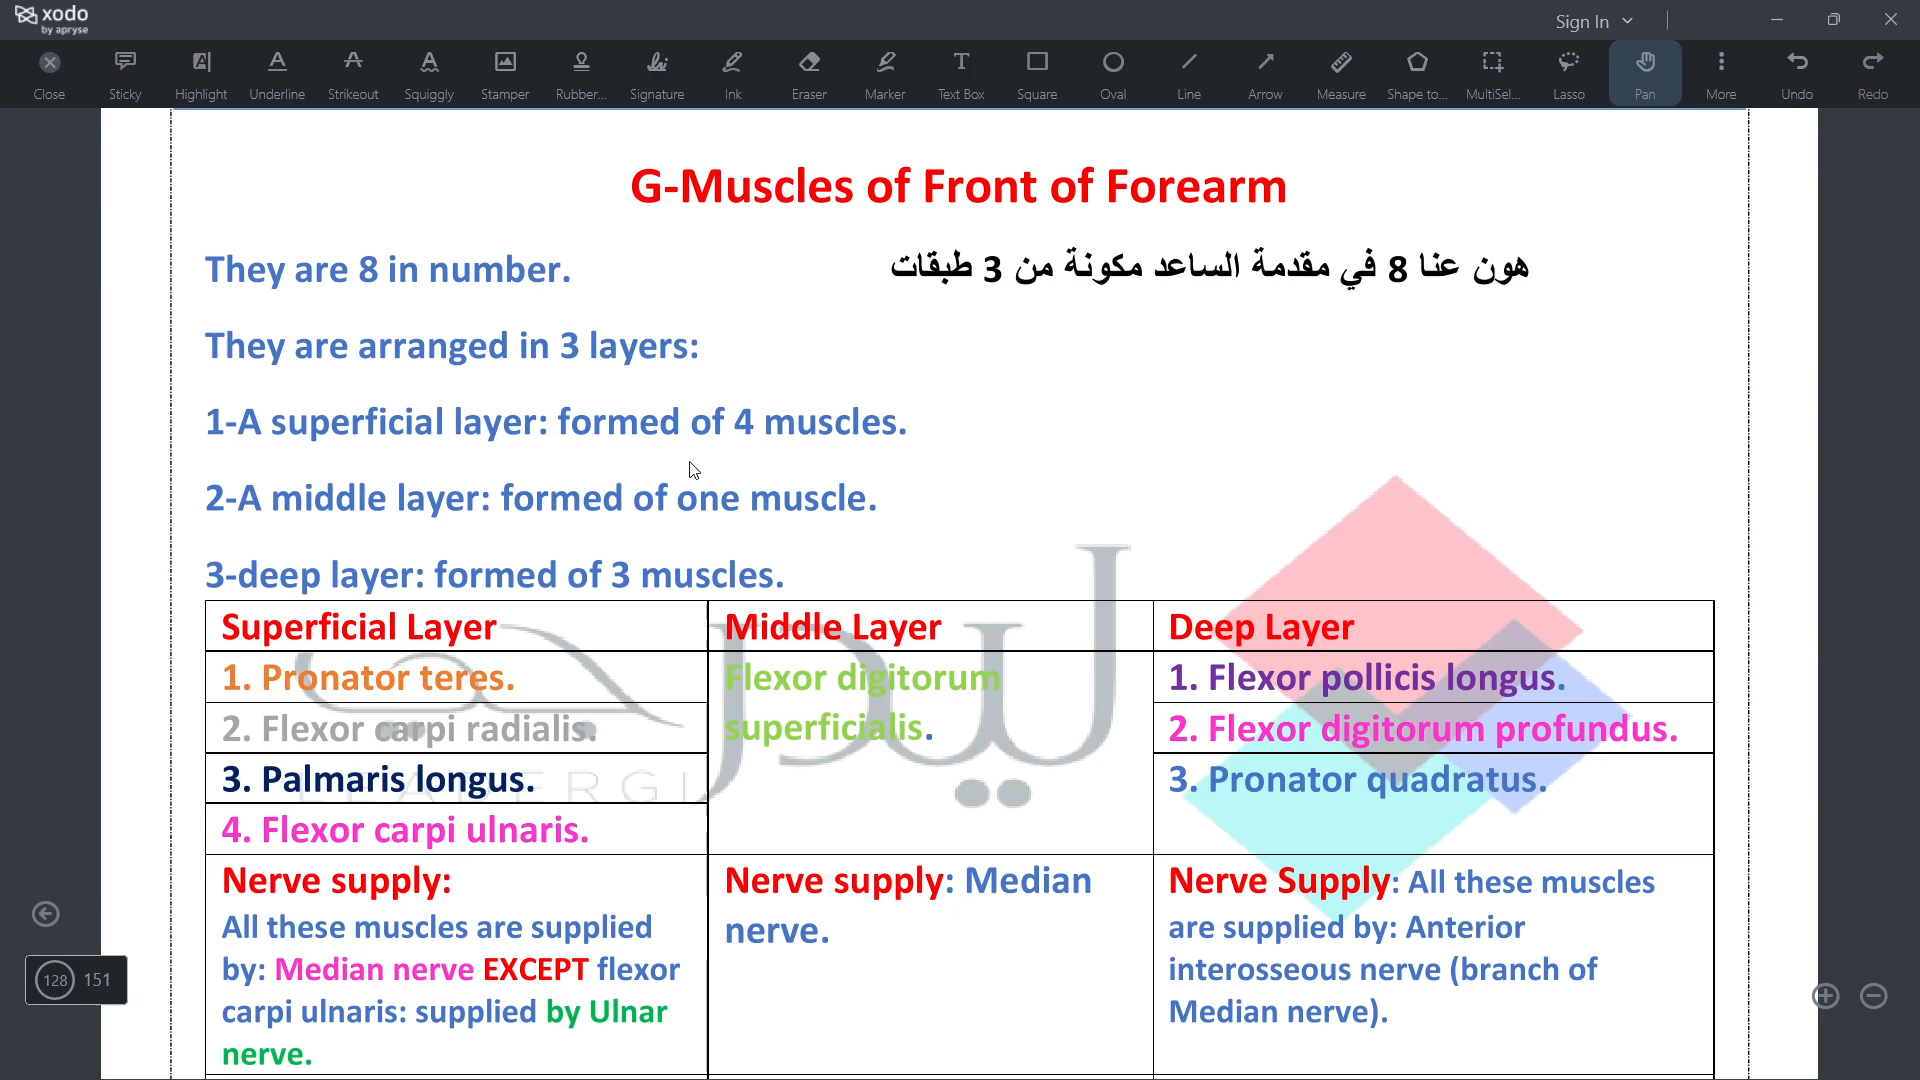 xodo
by apryse
Sign In
Close
Sticky
Highlight
Underline
Strikeout
Squiggly
Stamper
Rubber...
Signature
Ink
Eraser
Marker
Text Box
Square
Oval
Line
Arrow
Measure
Shape to...
MultiSel...
Lasso
Pan
More
Undo
Redo
G-Muscles of Front of Forearm
They are 8 in number.
هون عنا 8 في مقدمة الساعد مكونة من 3 طبقات
They are arranged in 3 layers:
1-A superficial layer: formed of 4 muscles.
2-A middle layer: formed of one muscle.
3-deep layer: formed of 3 muscles.
Superficial Layer
Middle Layer
Deep Layer
1. Pronator teres.
Flexor digitorum
superficialis.
1. Flexor pollicis longus.
2. Flexor carpi radialis.
2. Flexor digitorum profundus.
3. Palmaris longus.
3. Pronator quadratus.
4. Flexor carpi ulnaris.
Nerve supply:
All these muscles are supplied
by: Median nerve EXCEPT flexor
carpi ulnaris: supplied by Ulnar
nerve.
Nerve supply: Median
nerve.
Nerve Supply: All these muscles
are supplied by: Anterior
interosseous nerve (branch of
Median nerve).
128 151